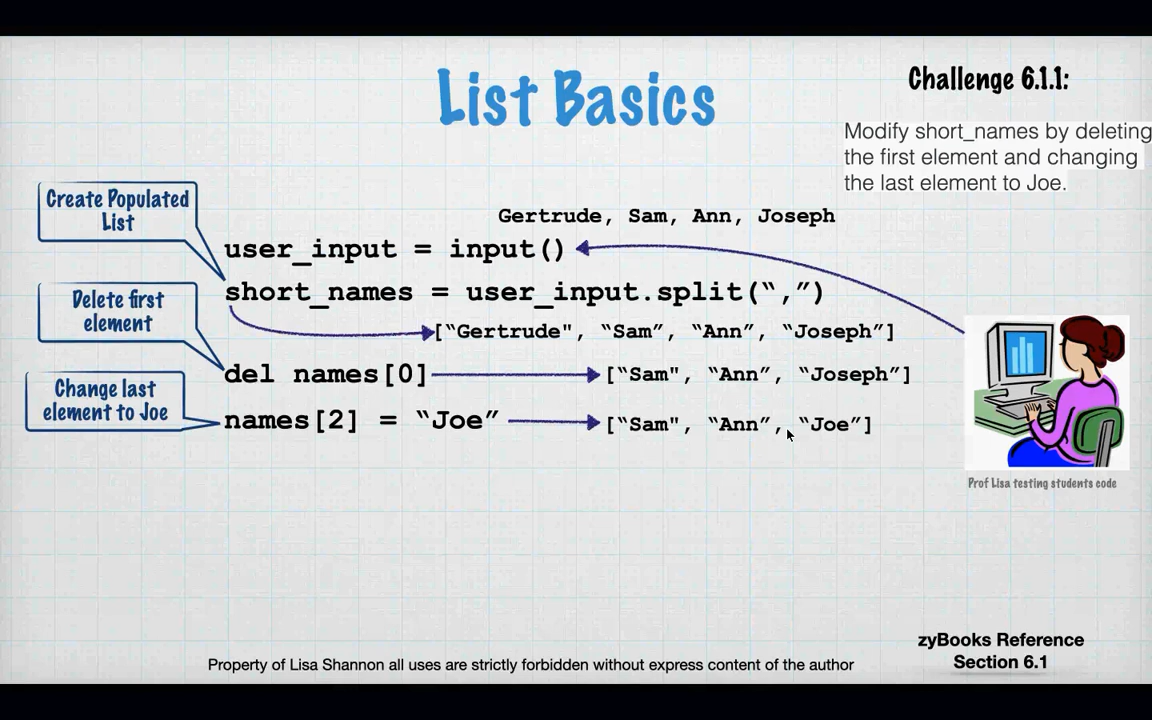 List Basics
Challenge 6.1.1:
Modify short_names by deleting
the first element and changing
the last element to Joe.
Create Populated
List
Gertrude, Sam, Ann, Joseph
user_input = input()
short_names = user_input.split(“,”)
Delete first
element
[“Gertrude", “Sam”, “Ann”, “Joseph”]
del names[0]
[“Sam", “Ann”, “Joseph”]
Change last
element to Joe
names[2] = “Joe”
[“Sam", “Ann”, “Joe”]
Prof Lisa testing students code
zyBooks Reference
Section 6.1
Property of Lisa Shannon all uses are strictly forbidden without express content of the author